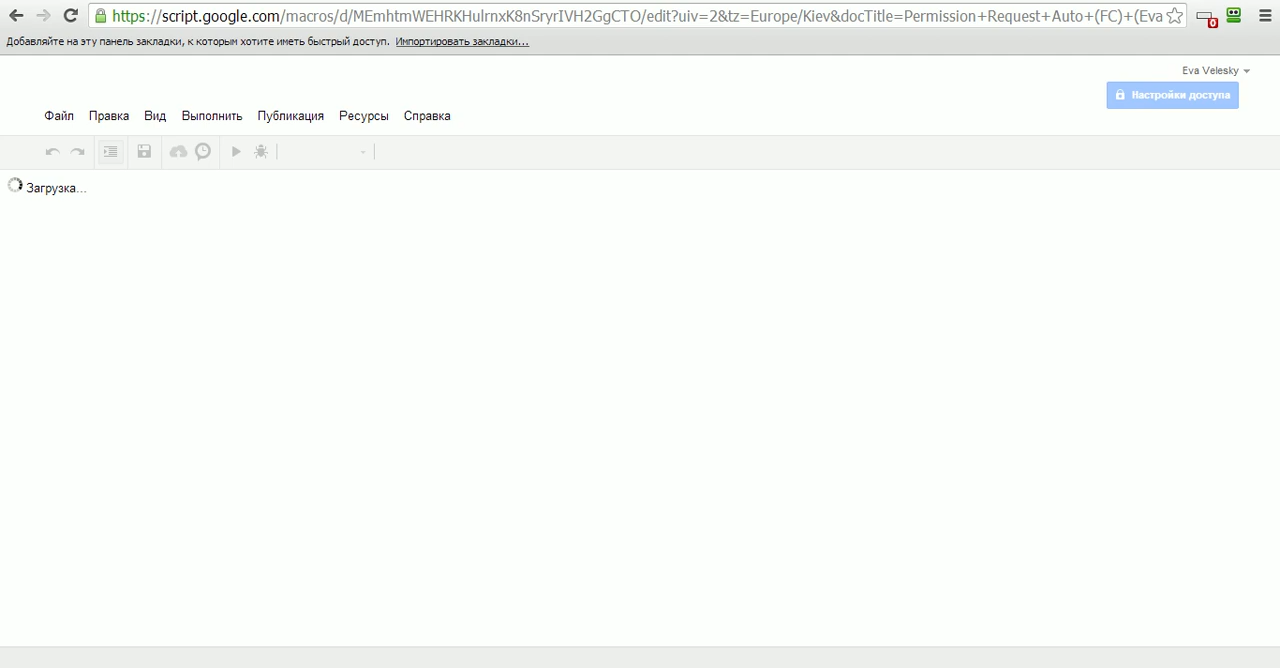 https://script.google.com/macros/d/MEmhtmWEHRKHulrnxK8nSryrIVH2GgCTO/edit?uiv=2&tz=Europe/Kiev&docTitle=Permission+Request+Auto+(FC)+(Eva
0
Добавляйте на эту панель закладки, к которым хотите иметь быстрый доступ. Импортировать закладки...
Eva Velesky
Настройки доступа
Файл Правка Вид Выполнить Публикация Ресурсы Справка
Загрузка...